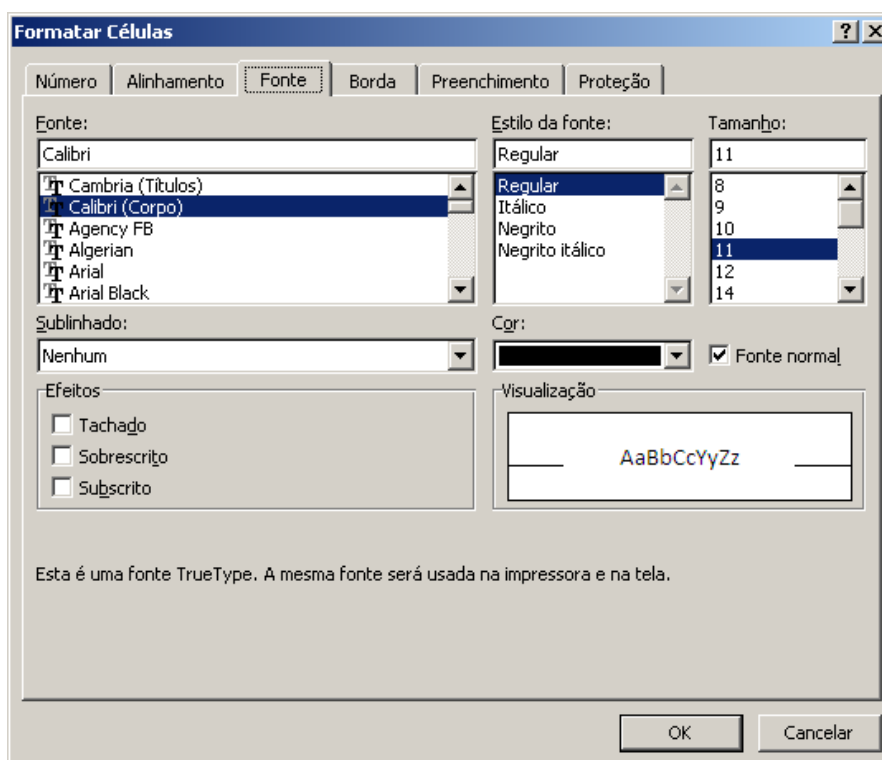 Formatar Células
Número Alinhamento Fonte Borda Preenchimento Proteção
Fonte: Estilo da fonte: Tamanho:
Calibri Regular 11
Cambria (Títulos) Regular 8
Calibri (Corpo) Itálico 9
Agency FB Negrito 10
Algerian Negrito itálico 11
Arial 12
Arial Black 14
Sublinhado: Cor:
Nenhum Fonte normal
Efeitos Visualização
Tachado
Sobrescrito AaBbCcYyZz
Subscrito
Esta é uma fonte TrueType. A mesma fonte será usada na impressora e na tela.
OK Cancelar